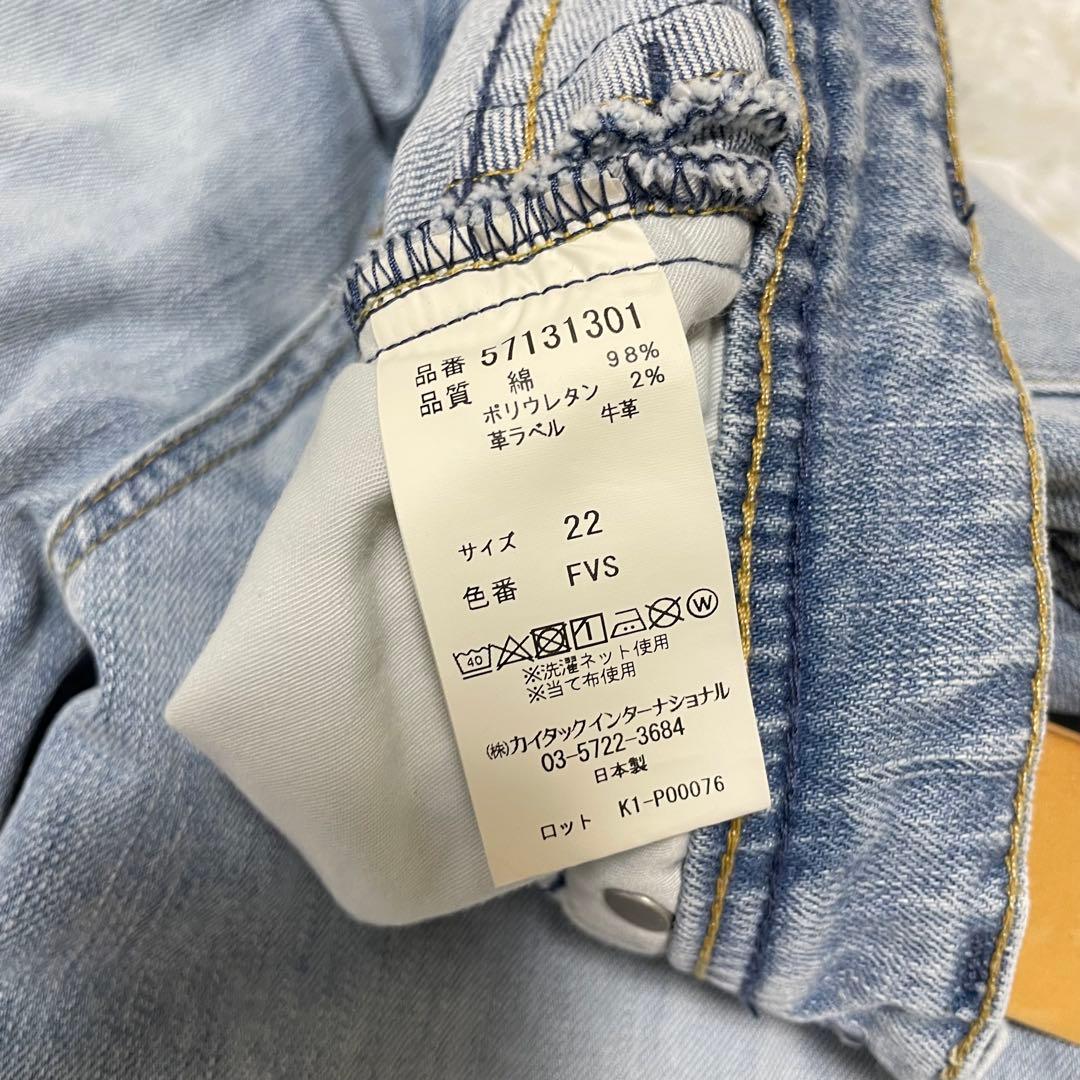 品番 57131301
品質 綿 98%
ポリウレタン 2%
革ラベル 牛革
サイズ 22
色番 FVS
40 1 W
※洗濯ネット使用
※当て布使用
(株)カイタックインターナショナル
03-5722-3684
日本製
ロット K1-P00076